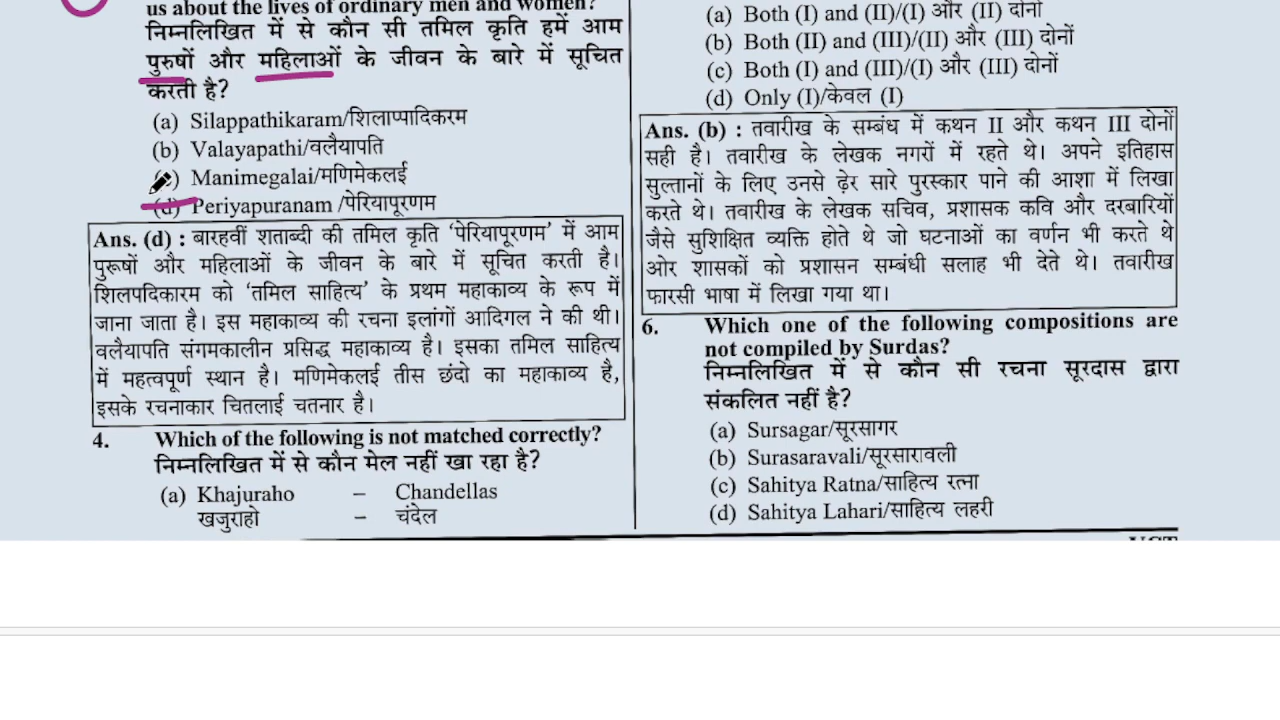 us about the lives of ordinary men and women?
निम्नलिखित में से कौन सी तमिल कृति हमें आम
पुरुषों और महिलाओं के जीवन के बारे में सूचित
करती है?
(a) Silappathikaram/शिलाप्पादिकरम
(b) Valayapathi/वलैयापति
) Manimegalai/मणिमेकलई
(d) Periyapuranam /पेरियापूरणम
Ans. (d) : बारहवीं शताब्दी की तमिल कृति 'पेरियापूरणम' में आम
पुरूषों और महिलाओं के जीवन के बारे में सूचित करती है।
शिलपदिकारम को 'तमिल साहित्य' के प्रथम महाकाव्य के रूप में
जाना जाता है। इस महाकाव्य की रचना इलांगों आदिगल ने की थी।
वलैयापति संगमकालीन प्रसिद्ध महाकाव्य है। इसका तमिल साहित्य
में महत्वपूर्ण स्थान है। मणिमेकलई तीस छंदो का महाकाव्य है,
इसके रचनाकार चितलाई चतनार है।
4. Which of the following is not matched correctly?
निम्नलिखित में से कौन मेल नहीं खा रहा है?
(a) Khajuraho – Chandellas
खजुराहो – चंदेल
(a) Both (I) and (II)/(I) और (II) दोनों
(b) Both (II) and (III)/(II) और (III) दोनों
(c) Both (I) and (III)/(I) और (III) दोनों
(d) Only (I)/केवल (I)
Ans. (b) : तवारीख के सम्बंध में कथन II और कथन III दोनों
सही है। तवारीख के लेखक नगरों में रहते थे। अपने इतिहास
सुल्तानों के लिए उनसे ढ़ेर सारे पुरस्कार पाने की आशा में लिखा
करते थे। तवारीख के लेखक सचिव, प्रशासक कवि और दरबारियों
जैसे सुशिक्षित व्यक्ति होते थे जो घटनाओं का वर्णन भी करते थे
ओर शासकों को प्रशासन सम्बंधी सलाह भी देते थे। तवारीख
फारसी भाषा में लिखा गया था।
6. Which one of the following compositions are
not compiled by Surdas?
निम्नलिखित में से कौन सी रचना सूरदास द्वारा
संकलित नहीं है?
(a) Sursagar/सूरसागर
(b) Surasaravali/सूरसारावली
(c) Sahitya Ratna/साहित्य रत्ना
(d) Sahitya Lahari/साहित्य लहरी